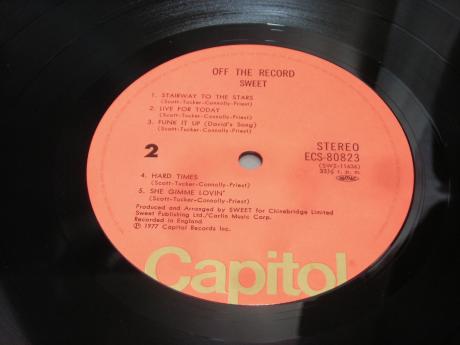 OFF THE RECORD
SWEET
1. STAIRWAY TO THE STARS
(Scott-Tucker-Connolly-Priest)
2. LIVE FOR TODAY
(Scott-Tucker-Connolly-Priest)
3. FUNK IT UP (David's Song)
(Scott-Tucker-Connolly-Priest)
2
STEREO
ECS-80823
(SW2-11636)
33⅓ r. p. m.
4. HARD TIMES
(Scott-Tucker-Connolly-Priest)
5. SHE GIMME LOVIN'
(Scott-Tucker-Connolly-Priest)
Produced and Arranged by SWEET for Chinebridge Limited
Sweet Publishing Ltd./Carlin Music Corp.
Recorded in England.
℗ 1977 Capitol Records Inc.
Capitol